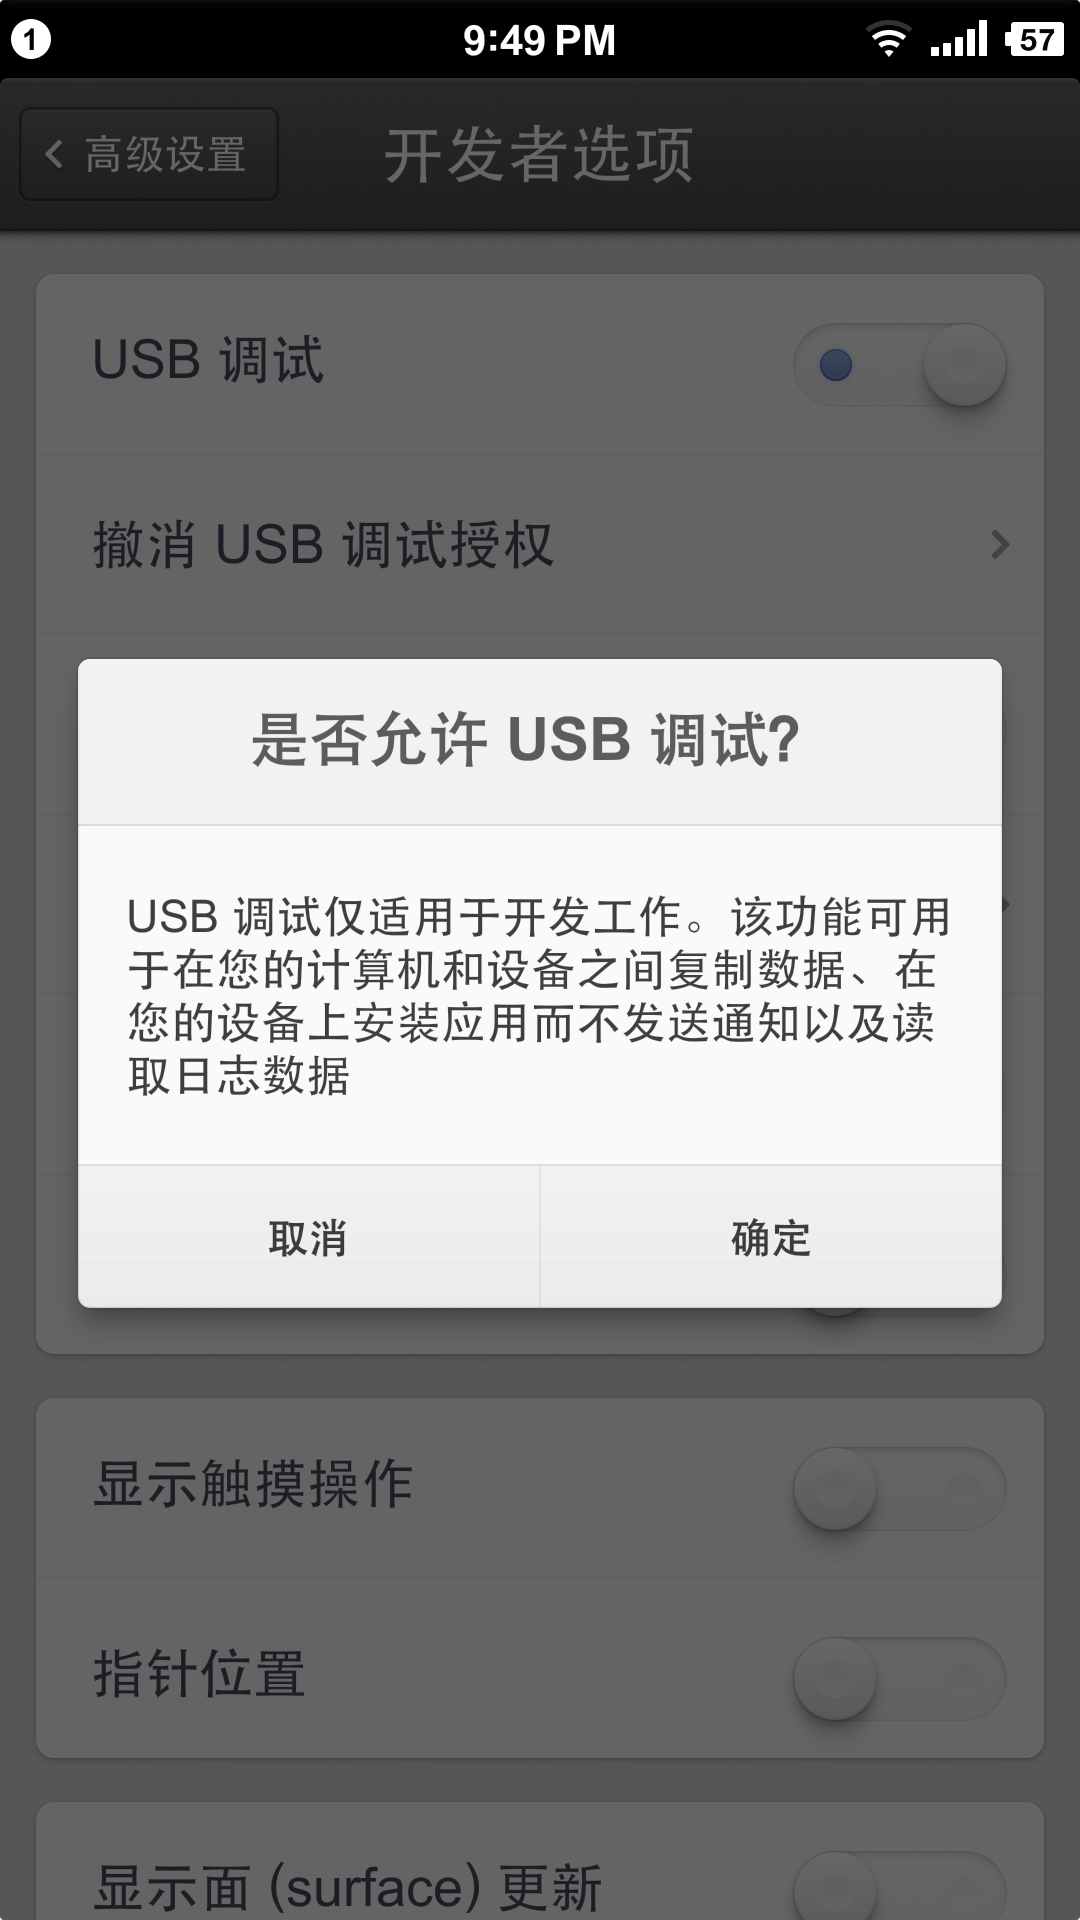 1
9:49 PM
57
高级设置
开发者选项
USB 调试
撤消 USB 调试授权
是否允许 USB 调试?
USB 调试仅适用于开发工作。该功能可用
于在您的计算机和设备之间复制数据、在
您的设备上安装应用而不发送通知以及读
取日志数据
取消
确定
显示触摸操作
指针位置
显示面 (surface) 更新